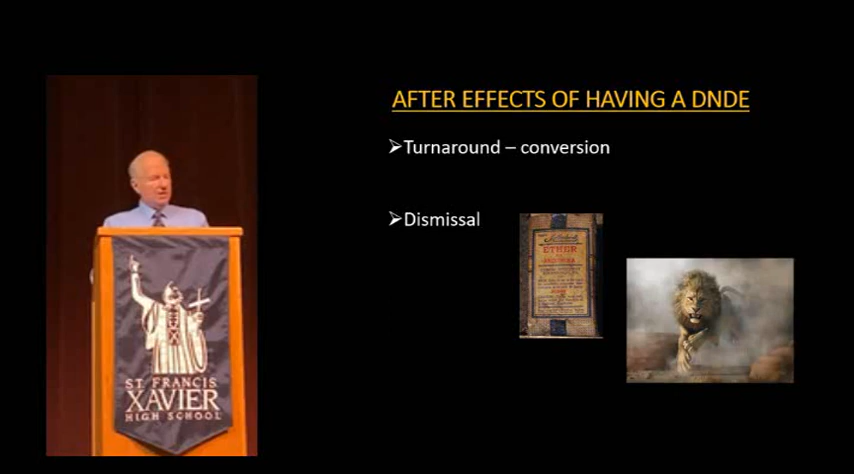 AFTER EFFECTS OF HAVING A DNDE
➢Turnaround – conversion
➢Dismissal
ETHER
ST. FRANCIS
XAVIER
HIGH SCHOOL